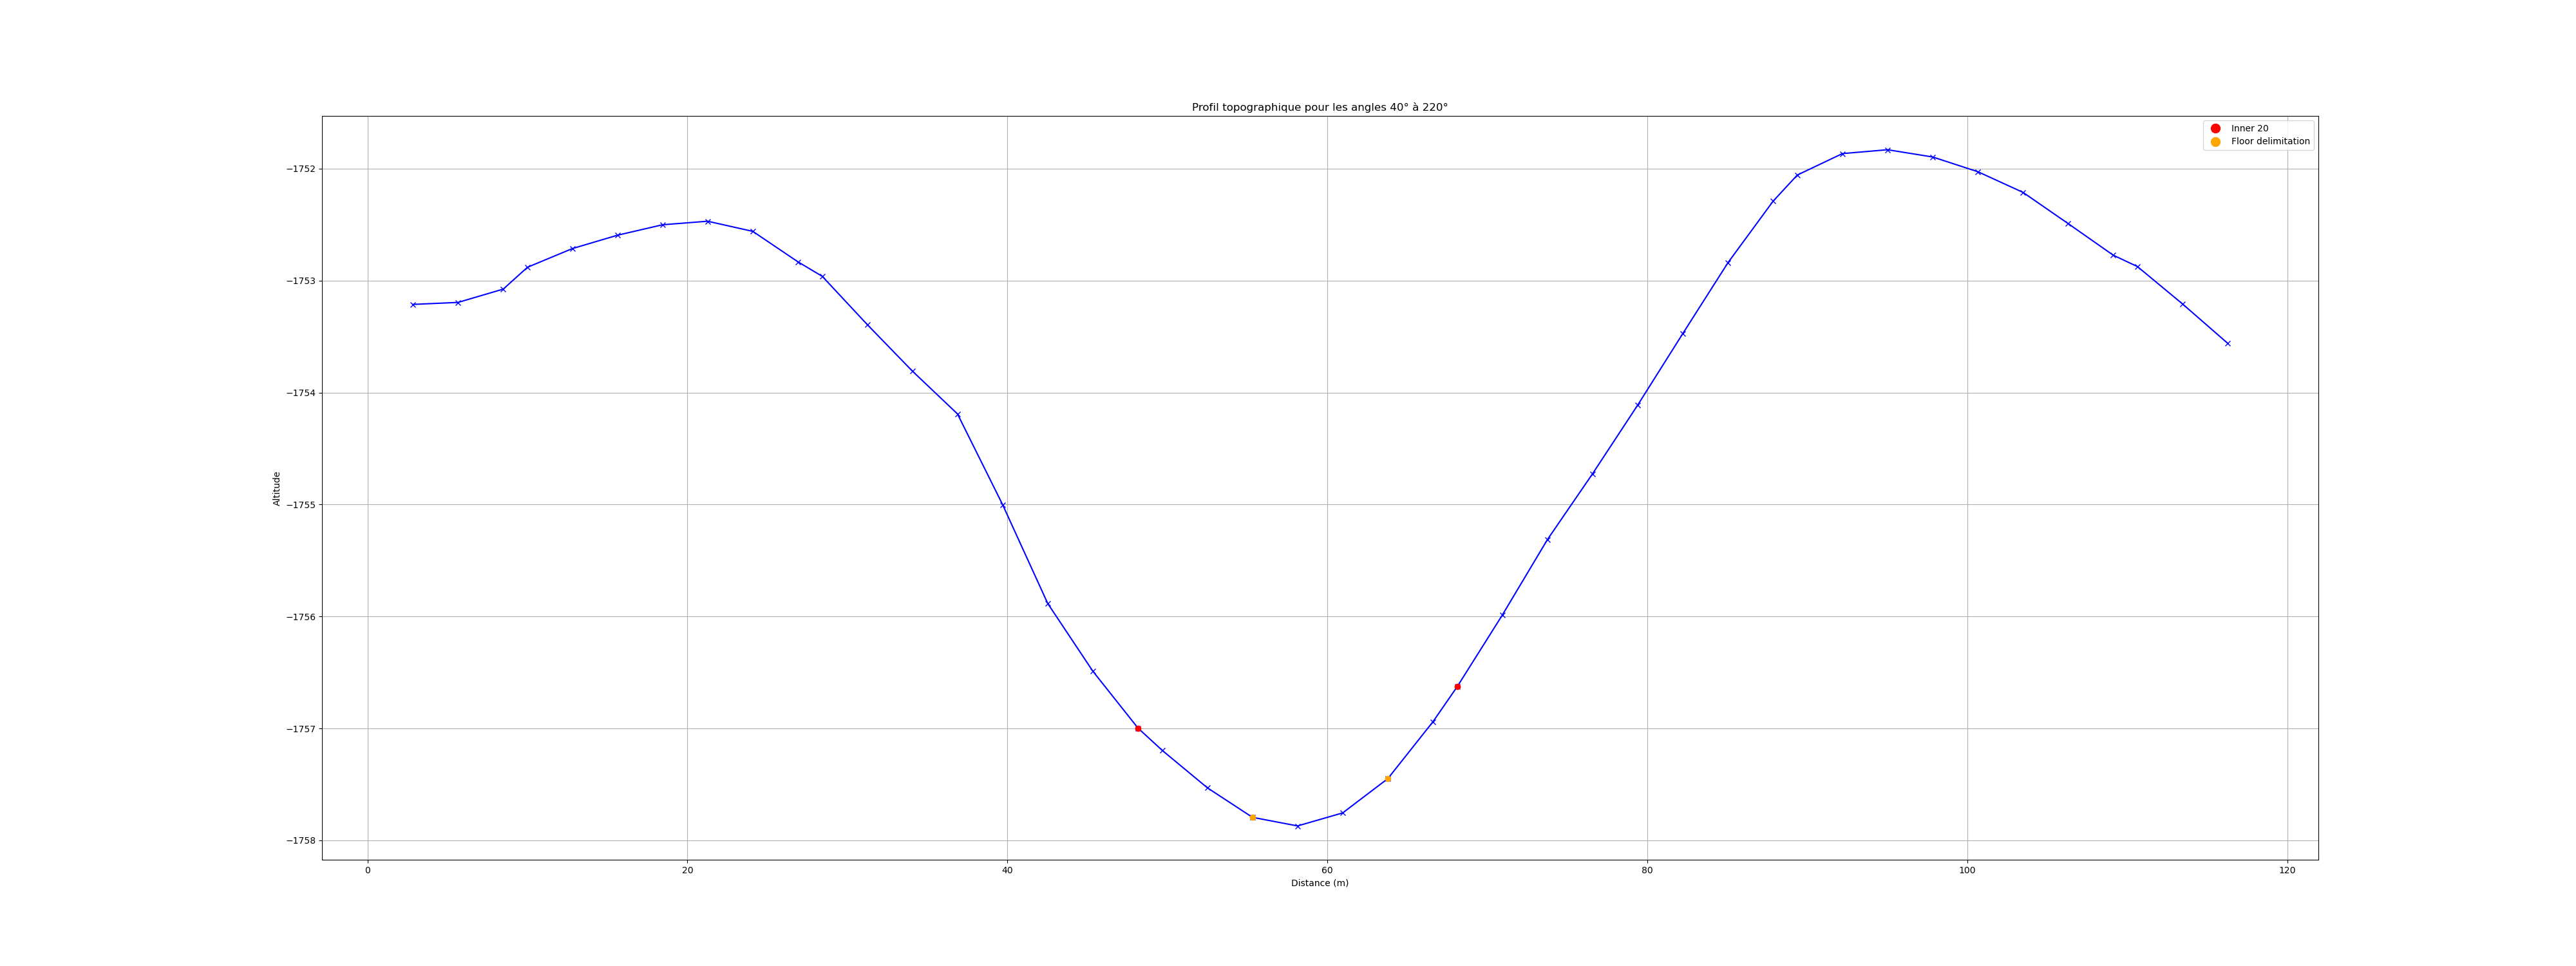 Profil topographique pour les angles 40° à 220°
Inner 20
Floor delimitation
−1752
−1753
−1754
−1755
−1756
−1757
−1758
Altitude
0 20 40 60 80 100 120
Distance (m)